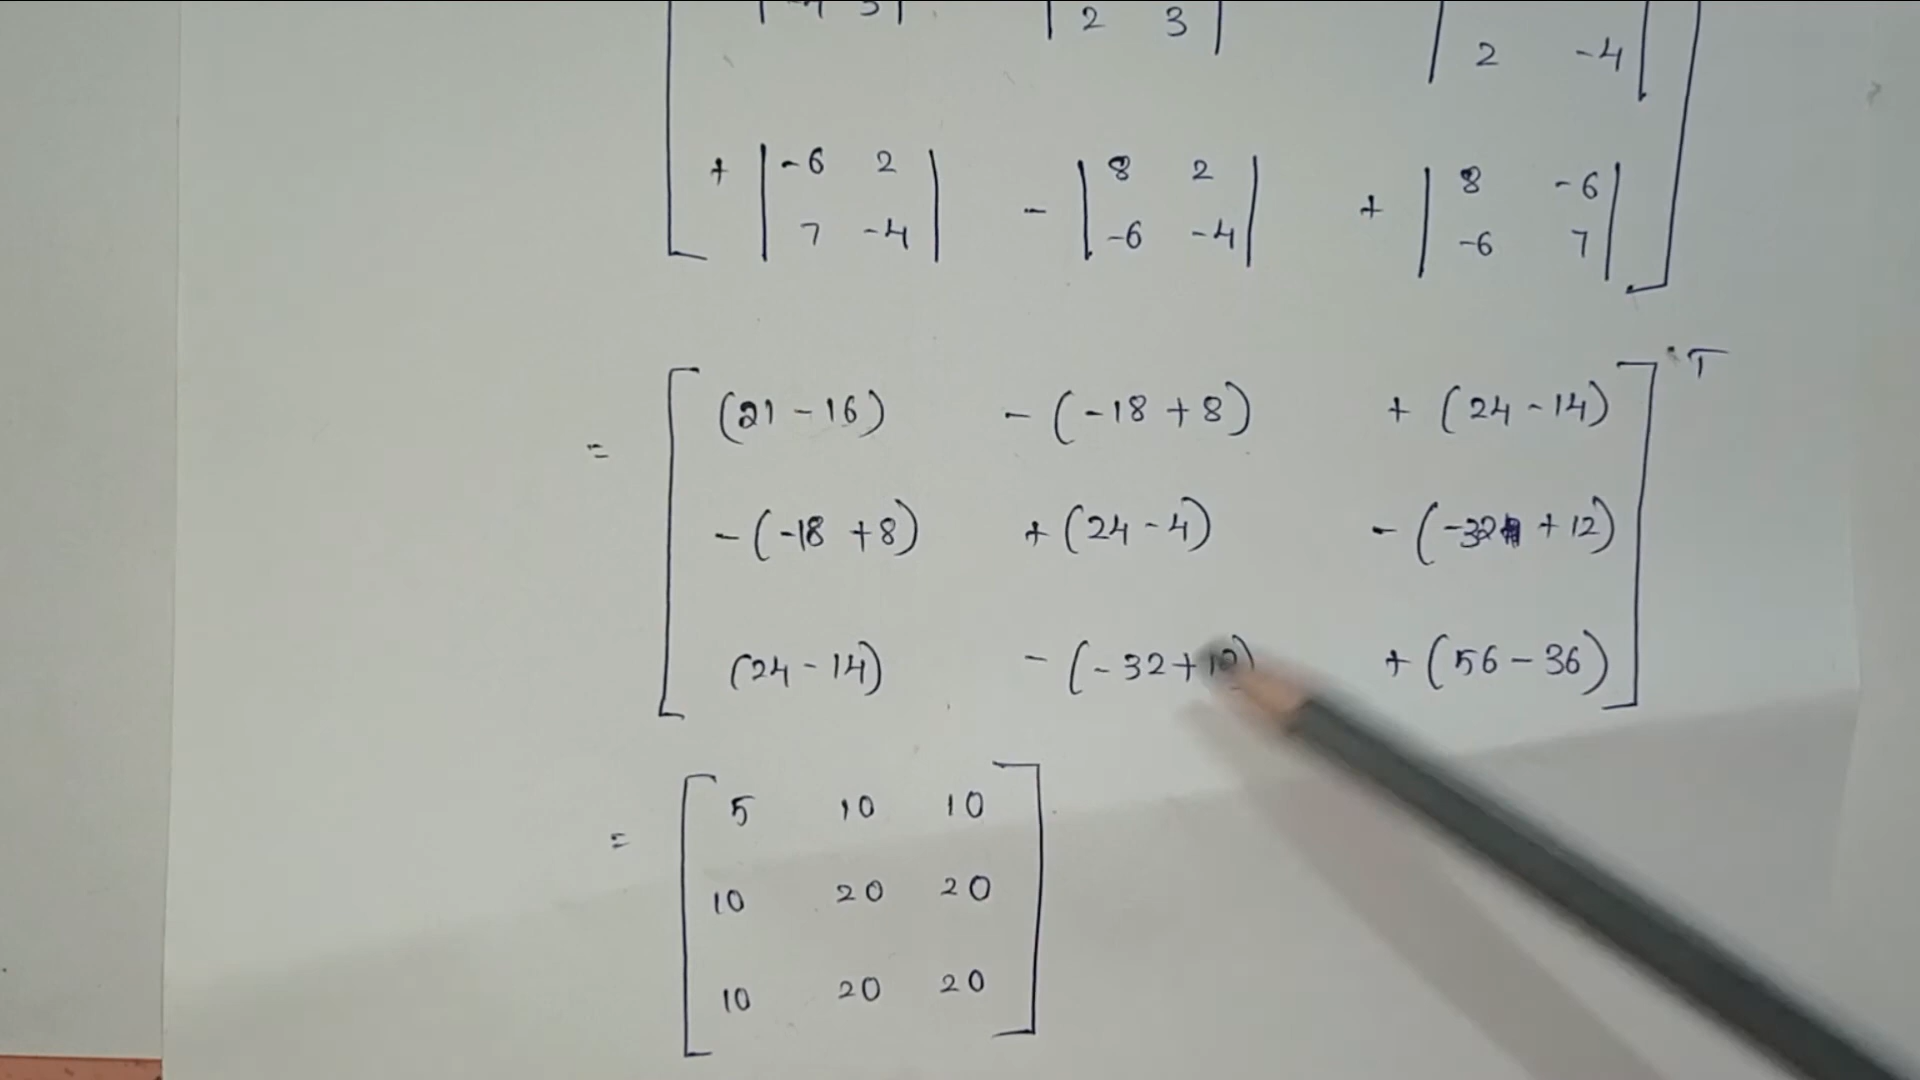 2 3
2 -4
+ | -6 2 | - | 8 2 | + | 8 -6 |
| 7 -4 | | -6 -4 | | -6 7 |
= [ (21 - 16) - (-18 + 8) + (24 - 14) ] T
- (-18 + 8) + (24 - 4) - (-32 + 12)
(24 - 14) - (-32 + 12) + (56 - 36)
= [ 5 10 10 ]
10 20 20
10 20 20